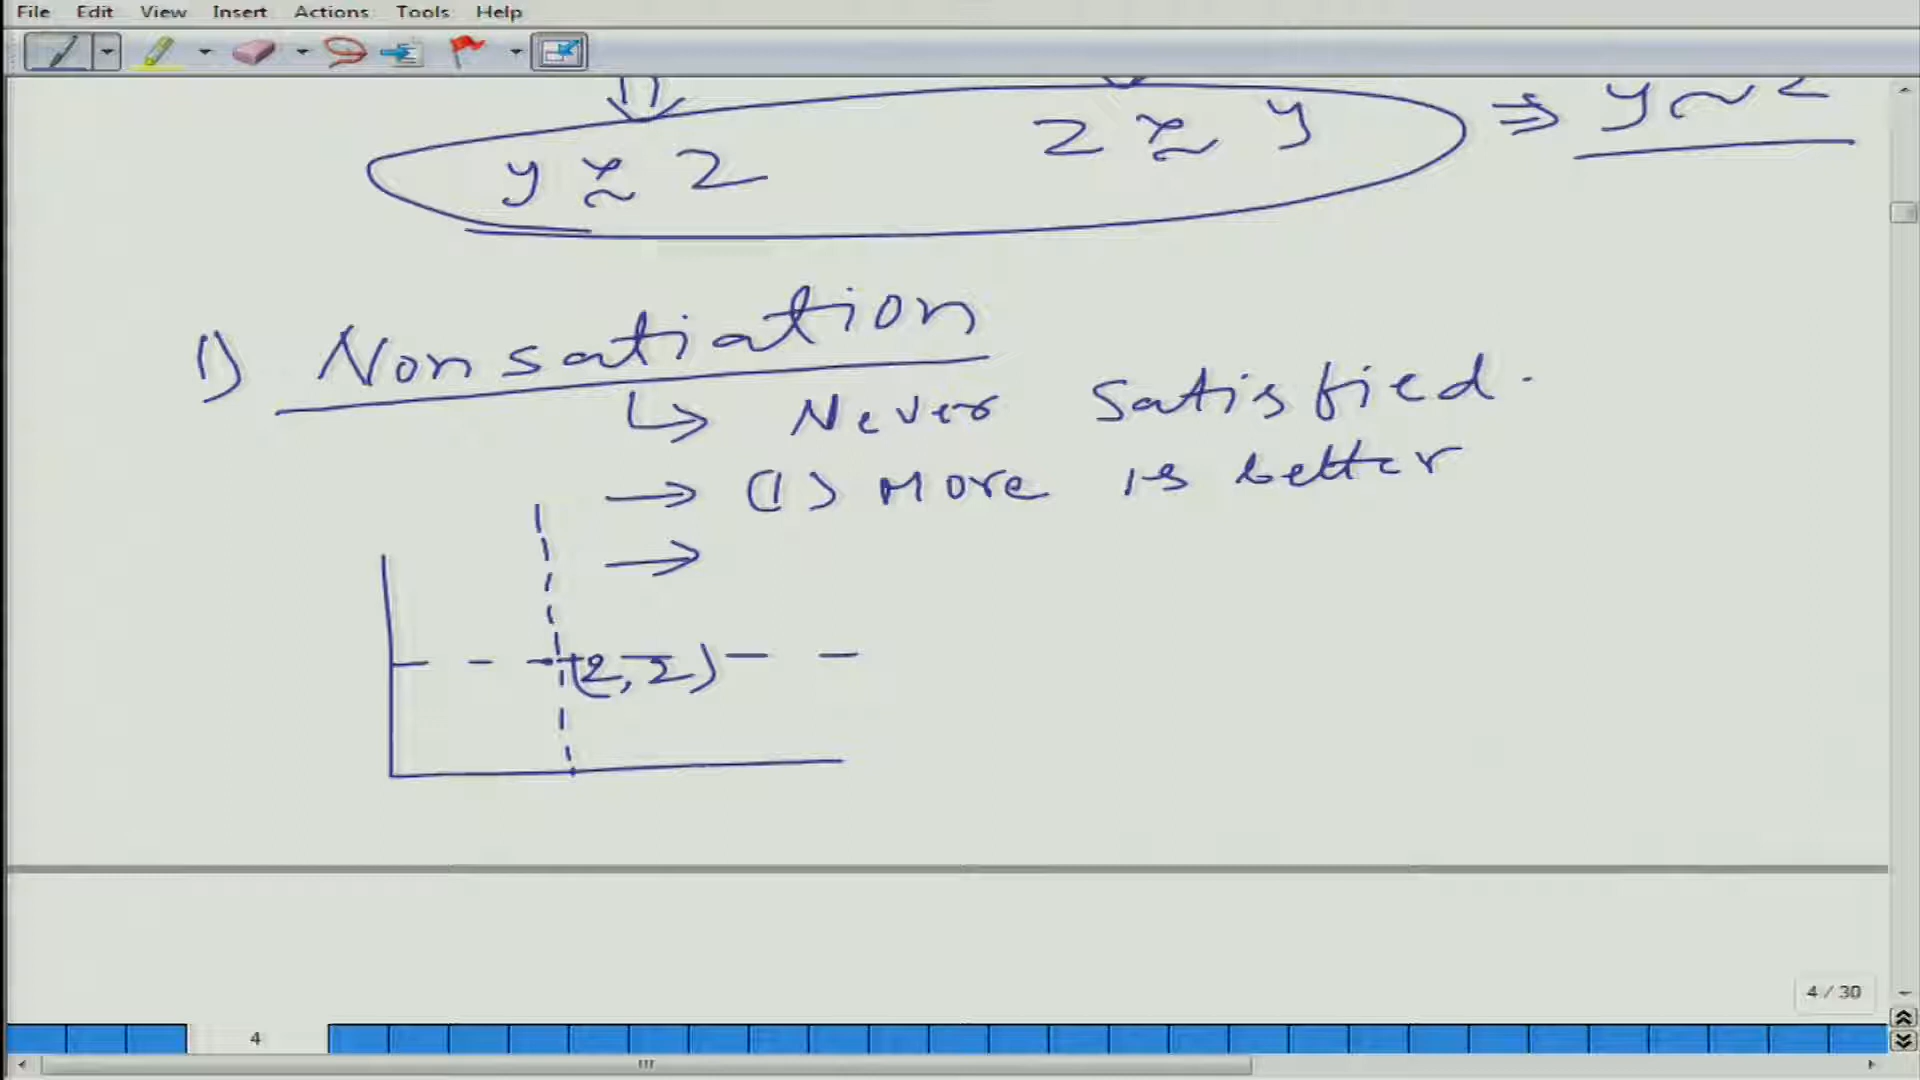 File Edit View Insert Actions Tools Help
y ≿ z z ≿ y ⇒ y ~ z
1) Nonsatiation
↳ Never satisfied.
→ (1) More is better
→
(2, 2)
4 / 30
4